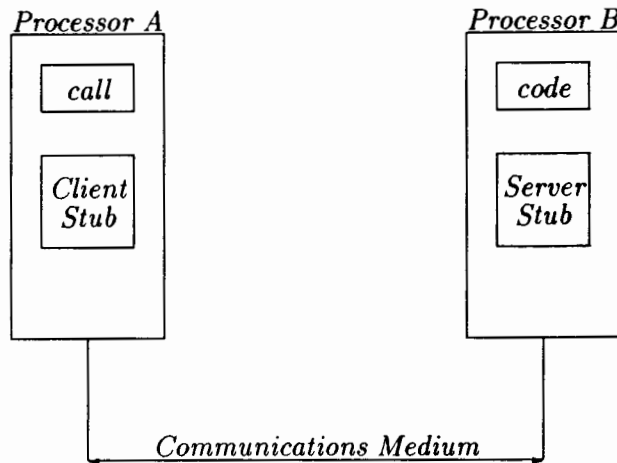 Processor A
Processor B
call
code
Client
Stub
Server
Stub
Communications Medium